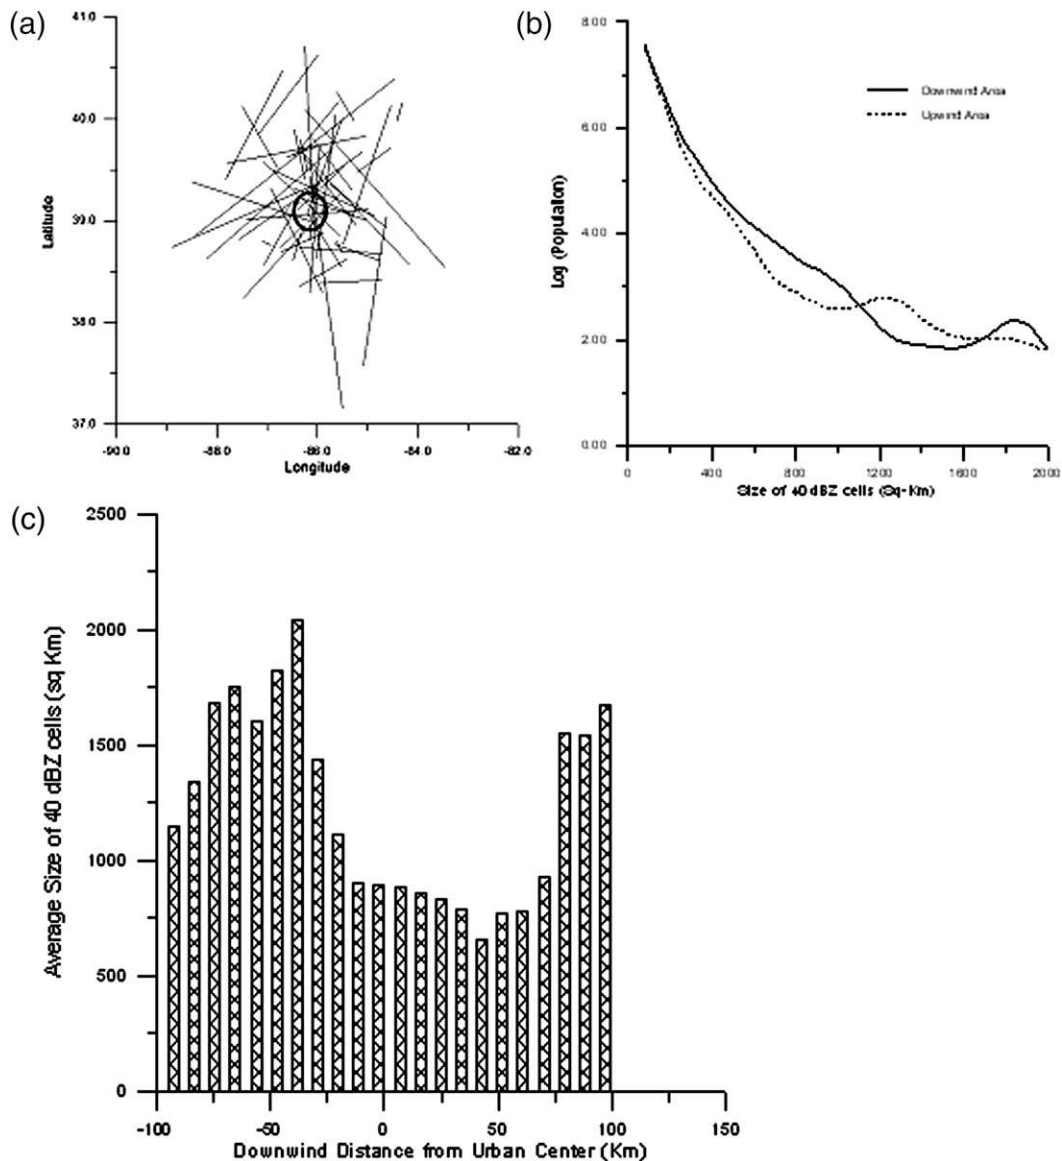 (a)
41.0
40.0
39.0
38.0
37.0
Latitude
-90.0 -88.0 -86.0 -84.0 -82.0
Longitude
(b)
8.00
6.00
4.00
2.00
0.00
Log (Population)
Downwind Area
Upwind Area
0 400 800 1200 1600 2000
Size of 40 dBZ cells (Sq-Km)
(c)
2500
2000
1500
1000
500
0
Average Size of 40 dBZ cells (sq Km)
-100 -50 0 50 100 150
Downwind Distance from Urban Center (Km)